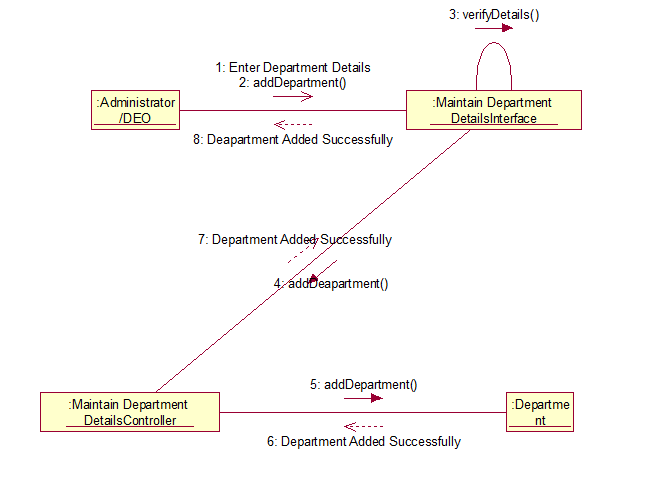 3: verifyDetails()
1: Enter Department Details
2: addDepartment()
:Administrator
/DEO
:Maintain Department
DetailsInterface
8: Deapartment Added Successfully
7: Department Added Successfully
4: addDeapartment()
:Maintain Department
DetailsController
5: addDepartment()
:Departme
nt
6: Department Added Successfully